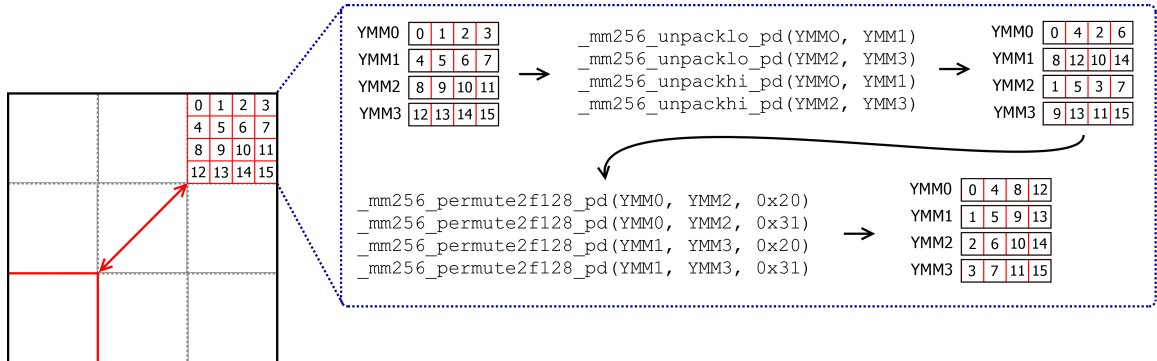 YMM0 0 1 2 3
YMM1 4 5 6 7
YMM2 8 9 10 11
YMM3 12 13 14 15
_mm256_unpacklo_pd(YMM0, YMM1)
_mm256_unpacklo_pd(YMM2, YMM3)
_mm256_unpackhi_pd(YMM0, YMM1)
_mm256_unpackhi_pd(YMM2, YMM3)
YMM0 0 4 2 6
YMM1 8 12 10 14
YMM2 1 5 3 7
YMM3 9 13 11 15
0 1 2 3
4 5 6 7
8 9 10 11
12 13 14 15
_mm256_permute2f128_pd(YMM0, YMM2, 0x20)
_mm256_permute2f128_pd(YMM0, YMM2, 0x31)
_mm256_permute2f128_pd(YMM1, YMM3, 0x20)
_mm256_permute2f128_pd(YMM1, YMM3, 0x31)
YMM0 0 4 8 12
YMM1 1 5 9 13
YMM2 2 6 10 14
YMM3 3 7 11 15